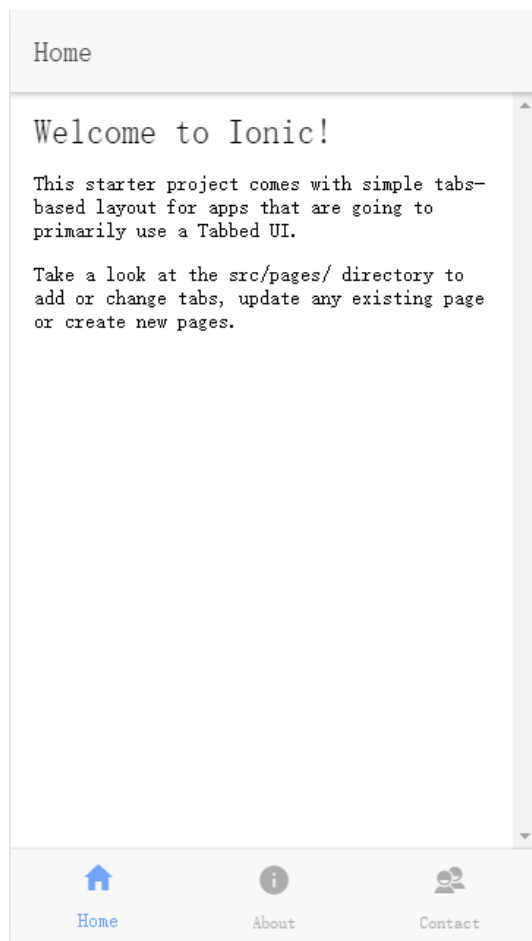 Home
Welcome to Ionic!
This starter project comes with simple tabs-
based layout for apps that are going to
primarily use a Tabbed UI.
Take a look at the src/pages/ directory to
add or change tabs, update any existing page
or create new pages.
Home
About
Contact